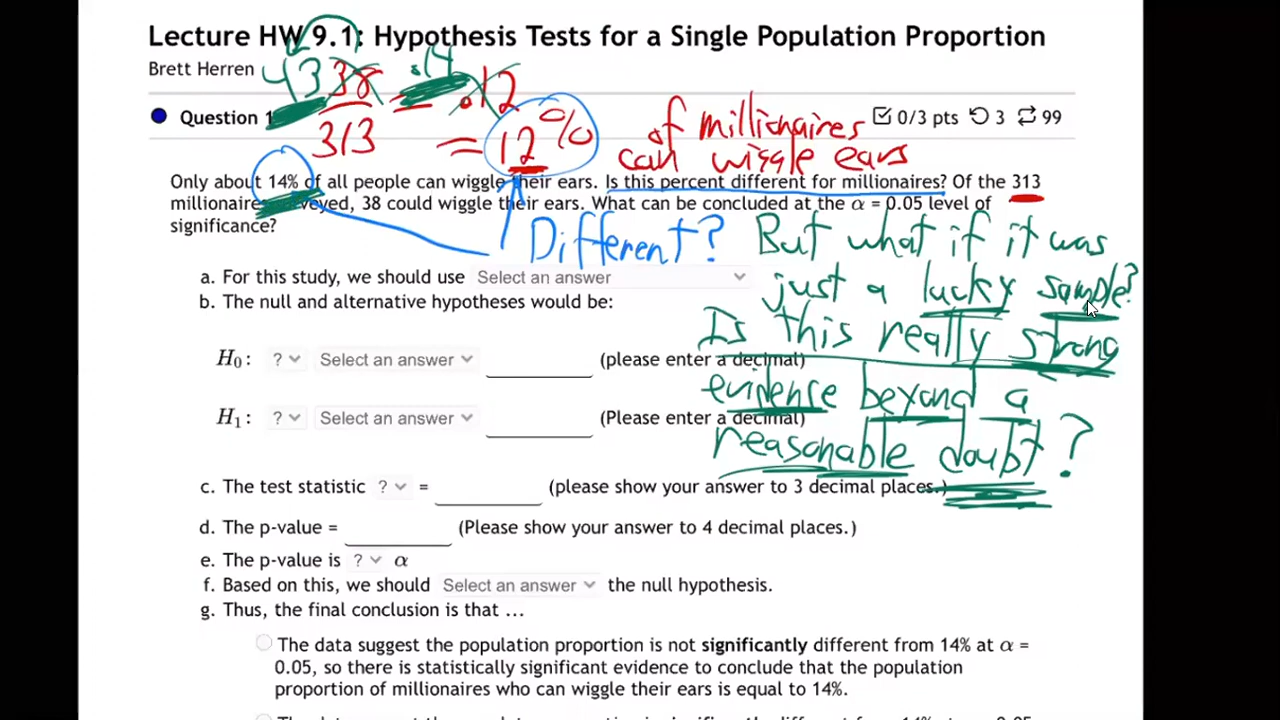 Lecture HW 9.1: Hypothesis Tests for a Single Population Proportion
Brett Herren
43 38 = .14 .12
313 = 12% of millionaires can wiggle ears
Question 1
0/3 pts 3 99
Only about 14% of all people can wiggle their ears. Is this percent different for millionaires? Of the 313
millionaires surveyed, 38 could wiggle their ears. What can be concluded at the α = 0.05 level of
significance?
Different?
But what if it was
just a lucky sample?
Is this really strong
evidence beyond a
reasonable doubt?
a. For this study, we should use Select an answer
b. The null and alternative hypotheses would be:
H₀: ? Select an answer (please enter a decimal)
H₁: ? Select an answer (Please enter a decimal)
c. The test statistic ? = (please show your answer to 3 decimal places.)
d. The p-value = (Please show your answer to 4 decimal places.)
e. The p-value is ? α
f. Based on this, we should Select an answer the null hypothesis.
g. Thus, the final conclusion is that ...
The data suggest the population proportion is not significantly different from 14% at α =
0.05, so there is statistically significant evidence to conclude that the population
proportion of millionaires who can wiggle their ears is equal to 14%.